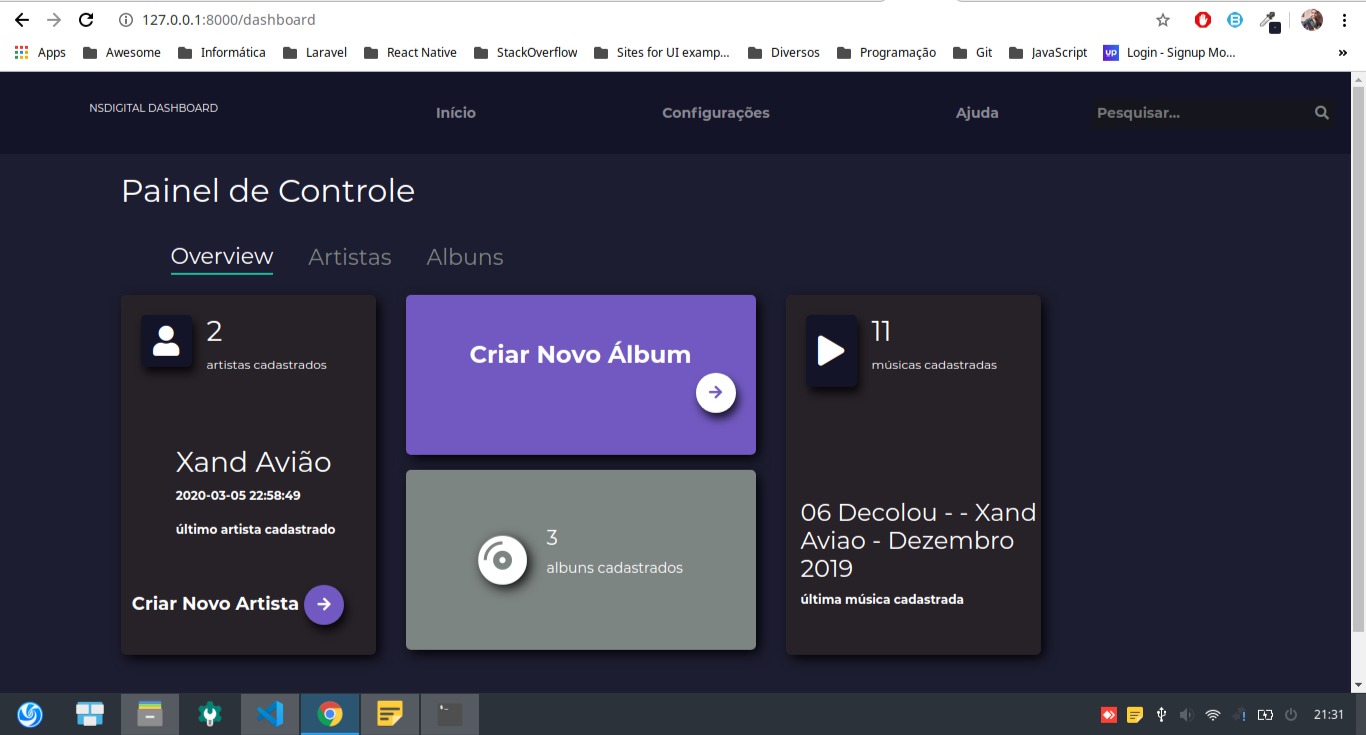 127.0.0.1:8000/dashboard
Apps Awesome Informática Laravel React Native StackOverflow Sites for UI examp... Diversos Programação Git JavaScript up Login - Signup Mo... »
NSDIGITAL DASHBOARD Início Configurações Ajuda Pesquisar...
Painel de Controle
Overview Artistas Albuns
2
artistas cadastrados
Xand Avião
2020-03-05 22:58:49
último artista cadastrado
Criar Novo Artista
Criar Novo Álbum
3
albuns cadastrados
11
músicas cadastradas
06 Decolou - - Xand
Aviao - Dezembro
2019
última música cadastrada
21:31